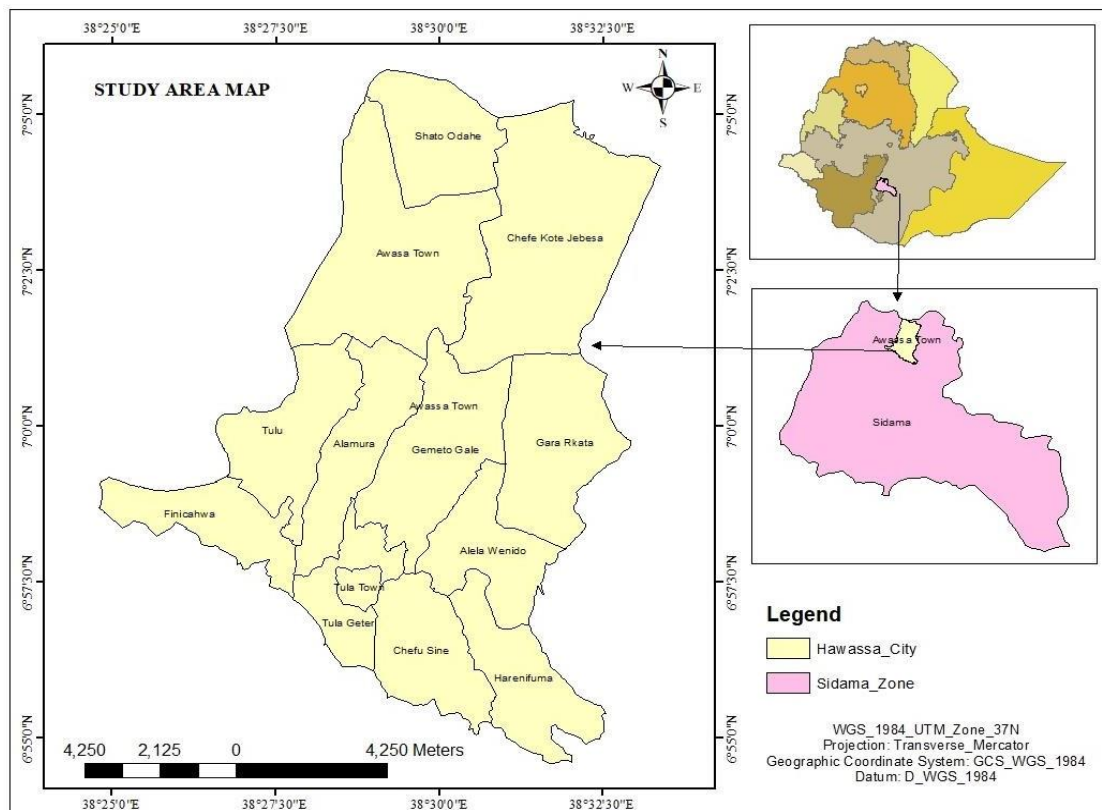 38°25'0"E 38°27'30"E 38°30'0"E 38°32'30"E
STUDY AREA MAP
N
W E
S
7°5'0"N 7°5'0"N
Shato Odahe
Chefe Kote Jebesa
Awasa Town
7°2'30"N 7°2'30"N
Awassa Town
Tulu
Alamura
Gemeto Gale
Gara Rkata
7°0'0"N 7°0'0"N
Finicahwa
Alela Wenido
6°57'30"N 6°57'30"N
Tula Town
Tula Geter
Chefu Sine
Harenifuma
6°55'0"N 6°55'0"N
4,250 2,125 0 4,250 Meters
38°25'0"E 38°27'30"E 38°30'0"E 38°32'30"E
Awassa Town
Sidama
Legend
Hawassa_City
Sidama_Zone
WGS_1984_UTM_Zone_37N
Projection: Transverse_Mercator
Geographic Coordinate System: GCS_WGS_1984
Datum: D_WGS_1984